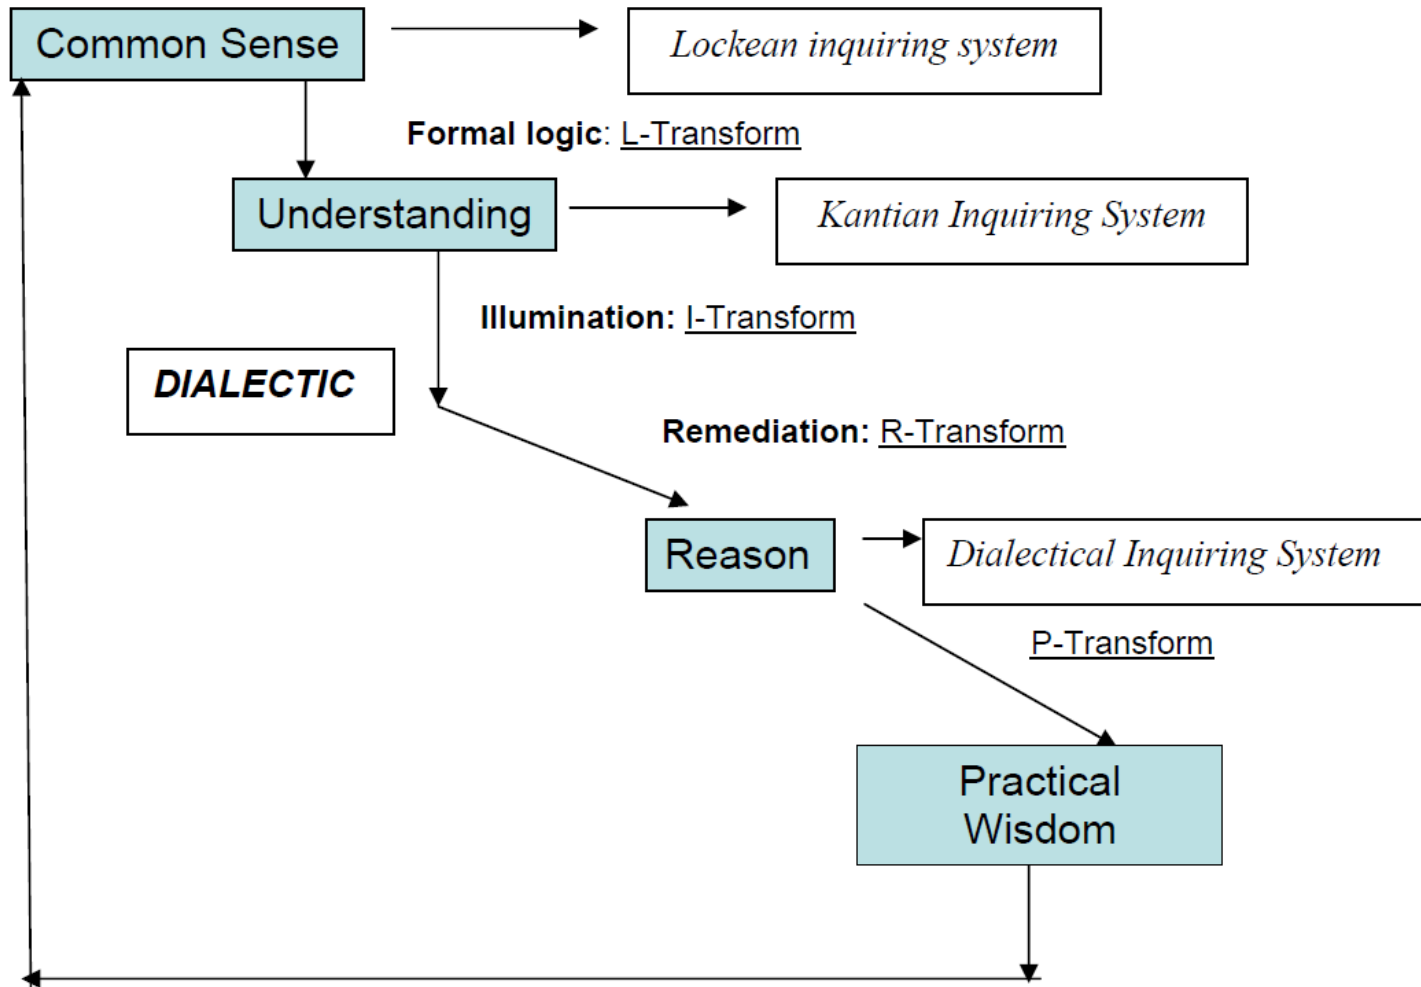 Common Sense
Lockean inquiring system
Formal logic: L-Transform
Understanding
Kantian Inquiring System
Illumination: I-Transform
DIALECTIC
Remediation: R-Transform
Reason
Dialectical Inquiring System
P-Transform
Practical
Wisdom